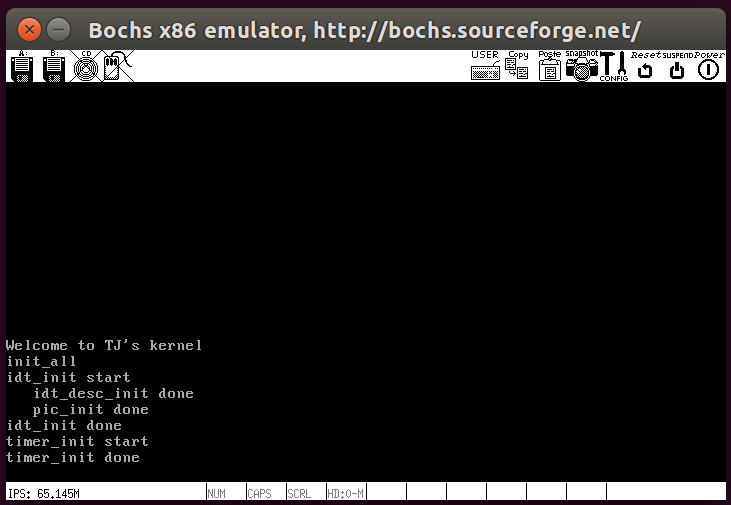 Bochs x86 emulator, http://bochs.sourceforge.net/
A: B: CD USER Copy Paste snapshot CONFIG Reset SUSPEND Power
Welcome to TJ's kernel
init_all
idt_init start
idt_desc_init done
pic_init done
idt_init done
timer_init start
timer_init done
IPS: 65.145M NUM CAPS SCRL HD:0-M